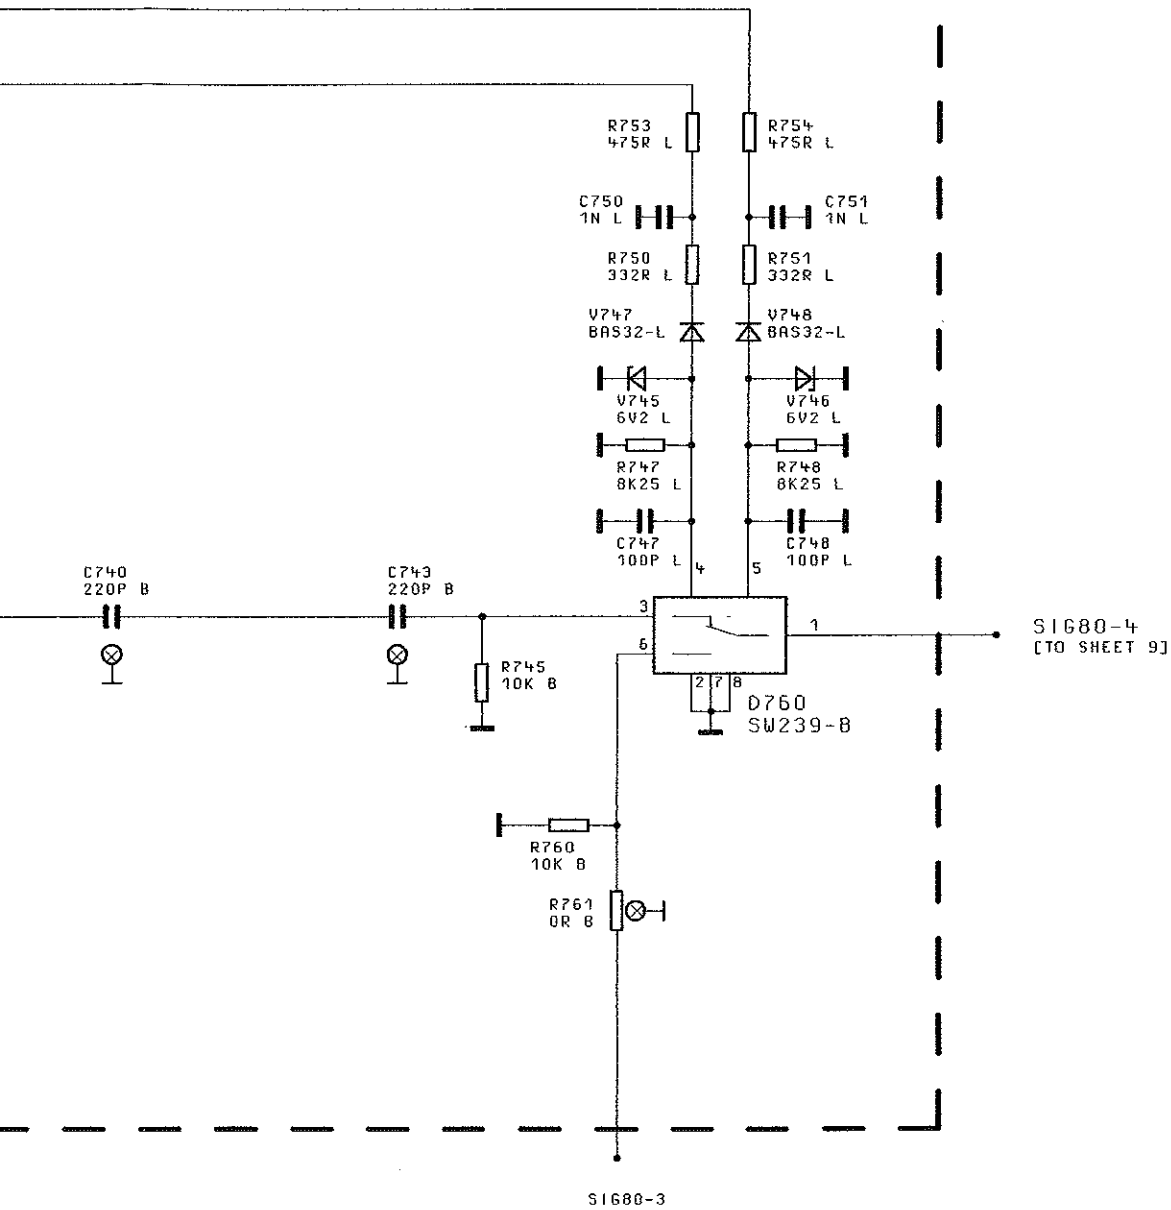 R753
475R L
R754
475R L
C750
1N L
C751
1N L
R750
332R L
R751
332R L
V747
BAS32-L
V748
BAS32-L
V745
6V2 L
V746
6V2 L
R747
8K25 L
R748
8K25 L
C747
100P L
C748
100P L
4
5
C740
220P B
C743
220P B
3
1
6
SIG80-4
[TO SHEET 9]
R745
10K B
2
7
8
D760
SW239-B
R760
10K B
R761
0R B
SIG80-3